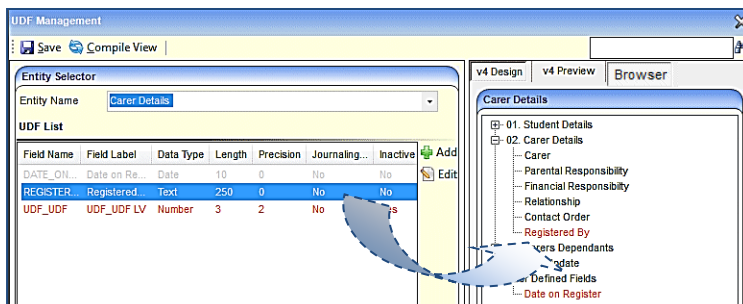 UDF Management
Save Compile View
Entity Selector
Entity Name Carer Details
UDF List
Field Name Field Label Data Type Length Precision Journaling... Inactive
DATE_ON... Date on Re... Date 10 0 No No
REGISTER... Registered... Text 250 0 No No
UDF_UDF UDF_UDF LV Number 3 2 No
Add
Edit
v4 Design v4 Preview Browser
Carer Details
01. Student Details
02. Carer Details
Carer
Parental Responsibility
Financial Responsibilty
Relationship
Contact Order
Registered By
Dependant
Defined Fields
Date on Register